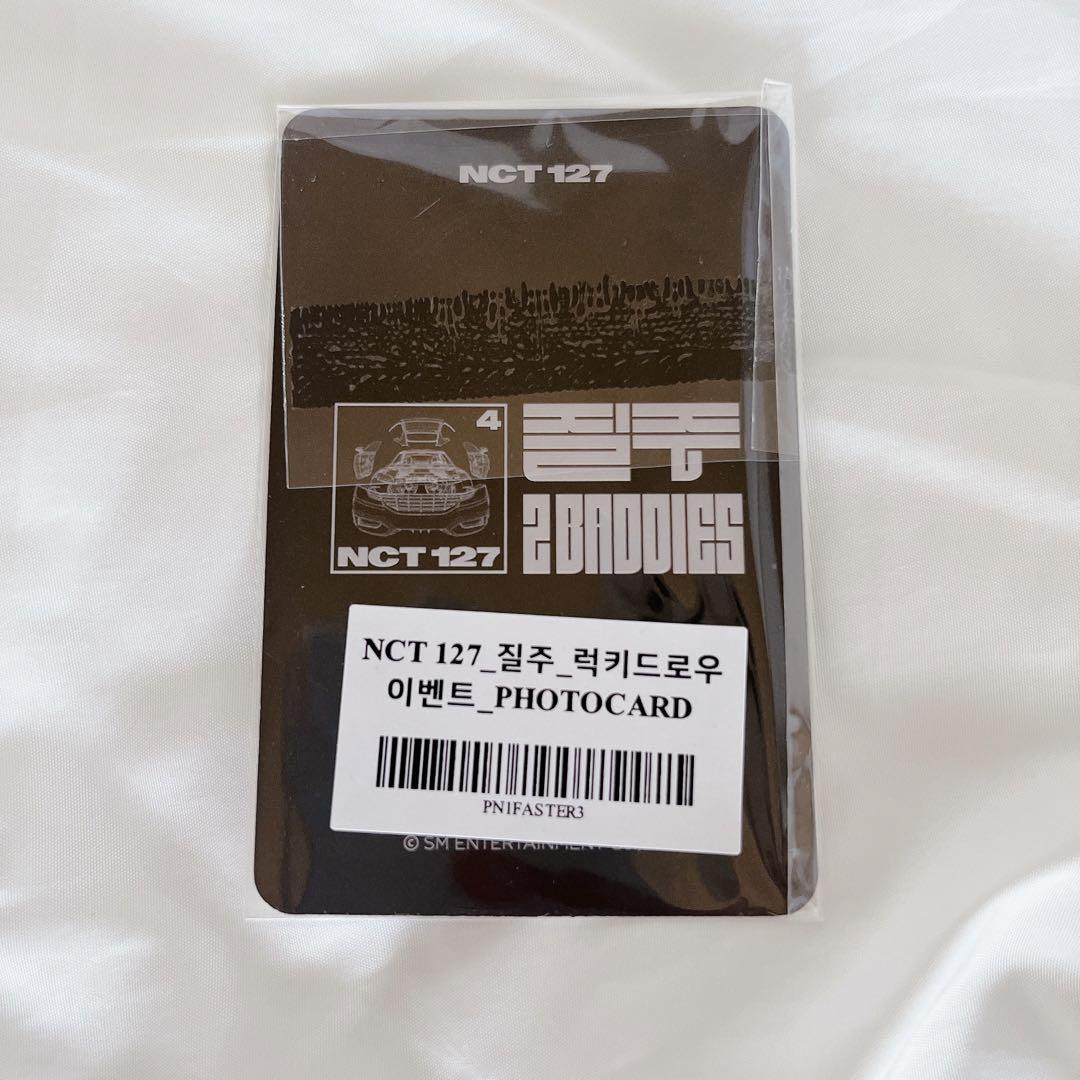 NCT 127
4
질주
NCT 127
2 BADDIES
NCT 127_질주_럭키드로우
이벤트_PHOTOCARD
PN1FASTER3
© SM ENTERTAINMENT